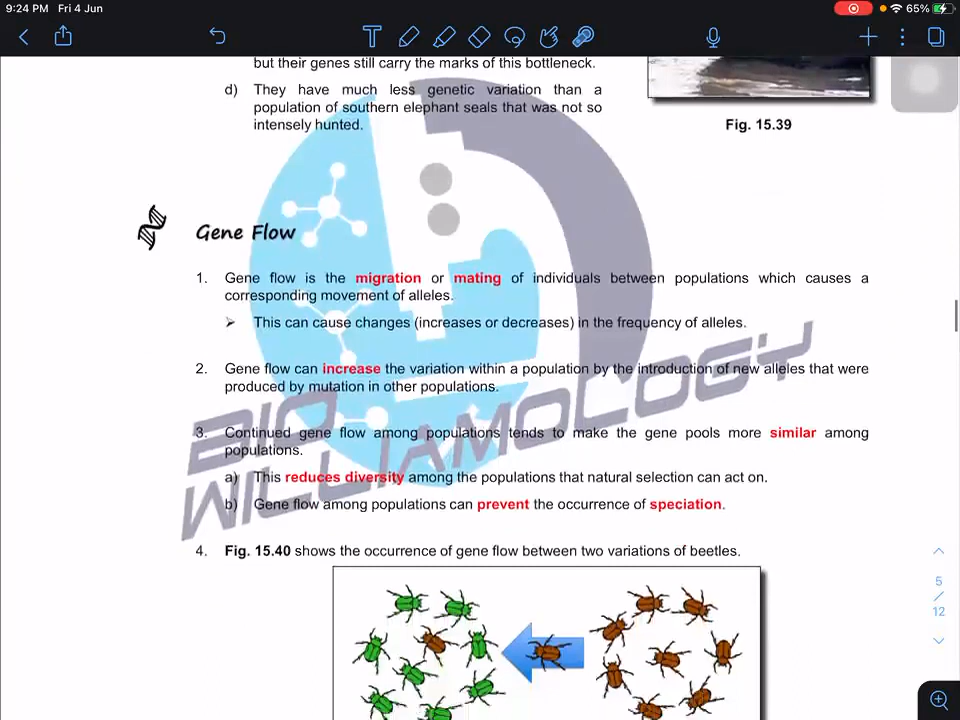 9:24 PM Fri 4 Jun
65%
but their genes still carry the marks of this bottleneck.
d) They have much less genetic variation than a
population of southern elephant seals that was not so
intensely hunted.
Fig. 15.39
Gene Flow
1. Gene flow is the migration or mating of individuals between populations which causes a
corresponding movement of alleles.
➢ This can cause changes (increases or decreases) in the frequency of alleles.
2. Gene flow can increase the variation within a population by the introduction of new alleles that were
produced by mutation in other populations.
3. Continued gene flow among populations tends to make the gene pools more similar among
populations.
a) This reduces diversity among the populations that natural selection can act on.
b) Gene flow among populations can prevent the occurrence of speciation.
4. Fig. 15.40 shows the occurrence of gene flow between two variations of beetles.
BIO
WILLIAMOLOGY
5
/
12